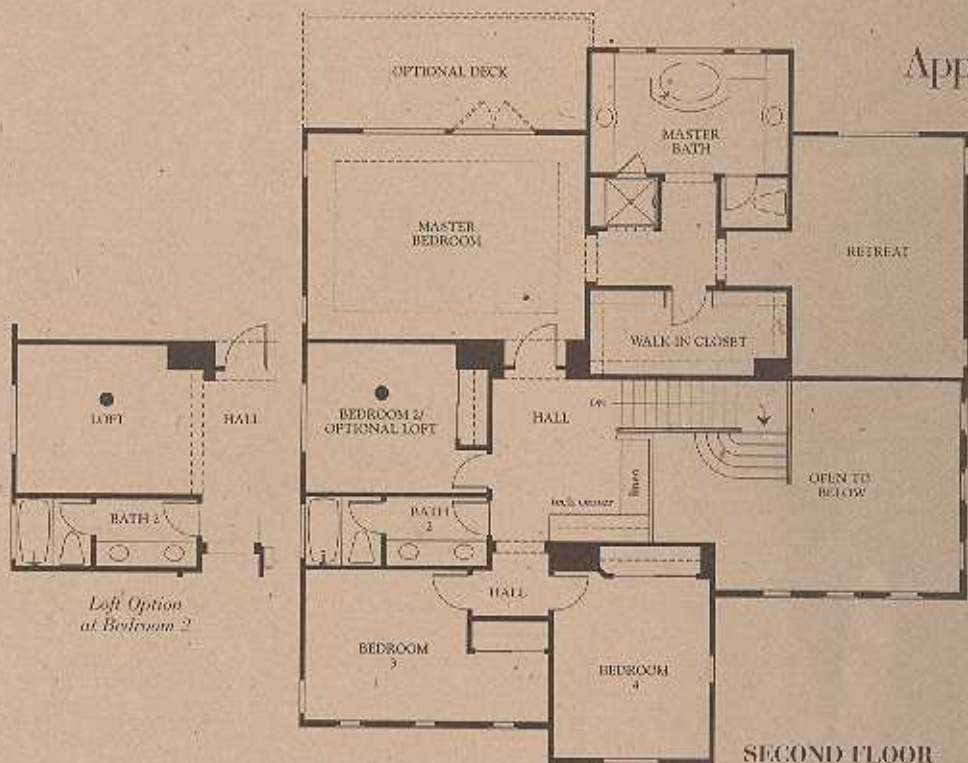 OPTIONAL DECK
App
MASTER
BATH
MASTER
BEDROOM
RETREAT
WALK IN CLOSET
LOFT
HALL
BEDROOM 2/
OPTIONAL LOFT
HALL
DN
OPEN TO
BELOW
linen
tech center
BATH 2
BATH
2
HALL
Loft Option
at Bedroom 2
BEDROOM
3
BEDROOM
4
SECOND FLOOR